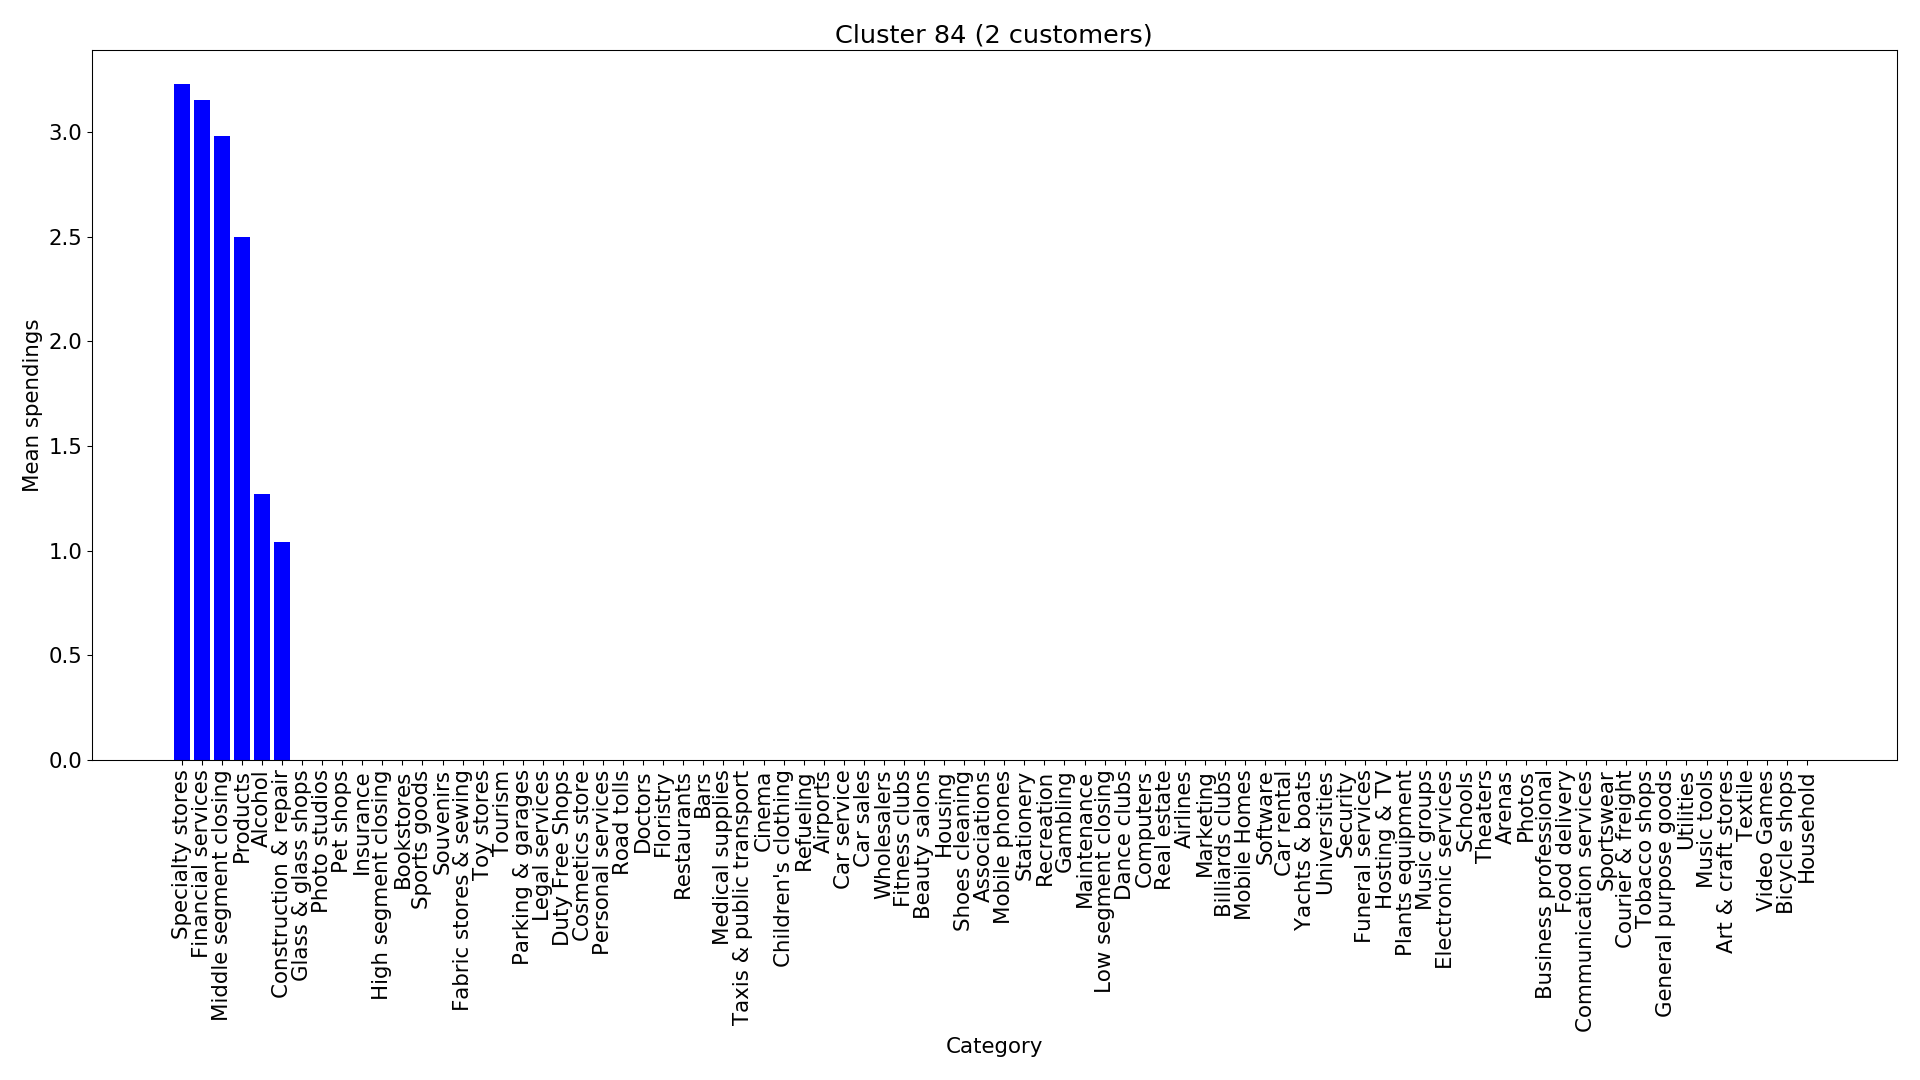 Cluster 84 (2 customers)
Mean spendings
3.0
2.5
2.0
1.5
1.0
0.5
0.0
Specialty stores
Financial services
Middle segment closing
Products
Alcohol
Construction & repair
Glass & glass shops
Photo studios
Pet shops
Insurance
High segment closing
Bookstores
Sports goods
Souvenirs
Fabric stores & sewing
Toy stores
Tourism
Parking & garages
Legal services
Duty Free Shops
Cosmetics store
Personal services
Road tolls
Doctors
Floristry
Restaurants
Bars
Medical supplies
Taxis & public transport
Cinema
Children's clothing
Refueling
Airports
Car service
Car sales
Wholesalers
Fitness clubs
Beauty salons
Housing
Shoes cleaning
Associations
Mobile phones
Stationery
Recreation
Gambling
Maintenance
Low segment closing
Dance clubs
Computers
Real estate
Airlines
Marketing
Billiards clubs
Mobile Homes
Software
Car rental
Yachts & boats
Universities
Security
Funeral services
Hosting & TV
Plants equipment
Music groups
Electronic services
Schools
Theaters
Arenas
Photos
Business professional
Food delivery
Communication services
Sportswear
Courier & freight
Tobacco shops
General purpose goods
Utilities
Music tools
Art & craft stores
Textile
Video Games
Bicycle shops
Household
Category